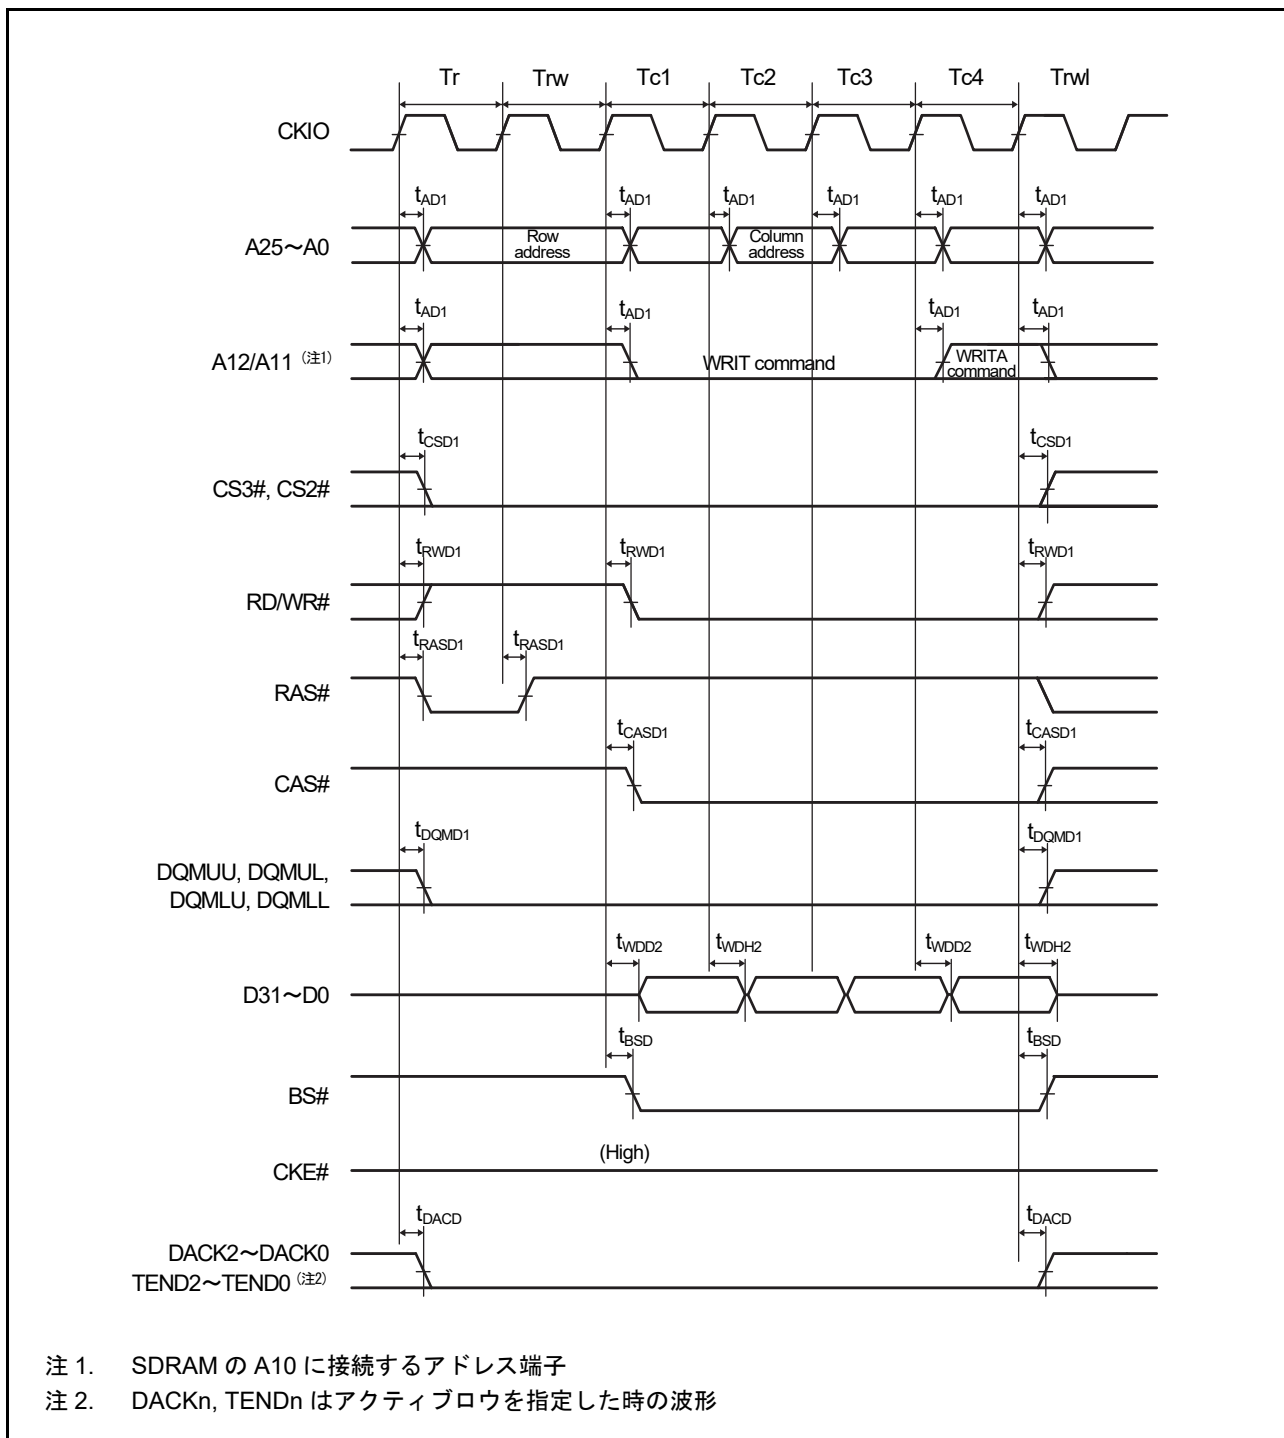 Tr Trw Tc1 Tc2 Tc3 Tc4 Trwl
CKIO
tAD1 tAD1 tAD1 tAD1 tAD1 tAD1
A25～A0 Row address Column address
tAD1 tAD1 tAD1 tAD1
A12/A11 (注1) WRIT command WRITA command
tCSD1 tCSD1
CS3#, CS2#
tRWD1 tRWD1 tRWD1
RD/WR#
tRASD1 tRASD1
RAS#
tCASD1 tCASD1
CAS#
tDQMD1 tDQMD1
DQMUU, DQMUL,
DQMLU, DQMLL
tWDD2 tWDH2 tWDD2 tWDH2
D31～D0
tBSD tBSD
BS#
(High)
CKE#
tDACD tDACD
DACK2～DACK0
TEND2～TEND0 (注2)
注 1. SDRAM の A10 に接続するアドレス端子
注 2. DACKn, TENDn はアクティブロウを指定した時の波形